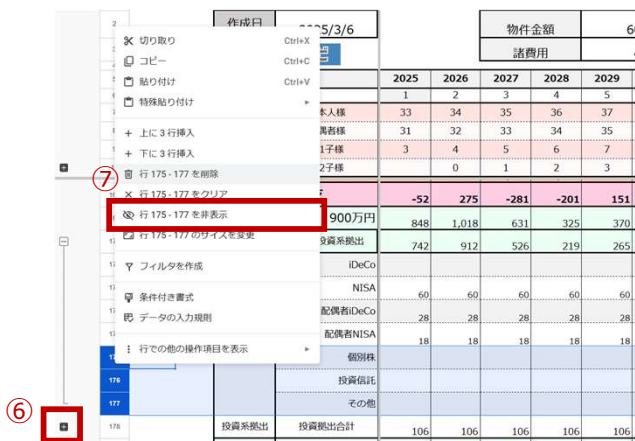 作成日 2025/3/6 物件金額
諸費用
2025 2026 2027 2028 2029
1 2 3 4 5
本人様 33 34 35 36 37
配偶者様 31 32 33 34 35
1子様 3 4 5 6 7
2子様 0 1 2 3
-52 275 -281 -201 151
900万円 848 1,018 631 325 370
投資系拠出 742 912 526 219 265
iDeCo
NISA 60 60 60 60 60
配偶者iDeCo 28 28 28 28 28
配偶者NISA 18 18 18 18 18
個別株
176 投資信託
177 その他
178 投資系拠出 投資拠出合計 106 106 106 106 106
切り取り Ctrl+X
コピー Ctrl+C
貼り付け Ctrl+V
特殊貼り付け
+ 上に 3 行挿入
+ 下に 3 行挿入
⑦
行 175 - 177 を削除
行 175 - 177 をクリア
行 175 - 177 を非表示
行 175 - 177 のサイズを変更
フィルタを作成
条件付き書式
データの入力規則
行での他の操作項目を表示
⑥